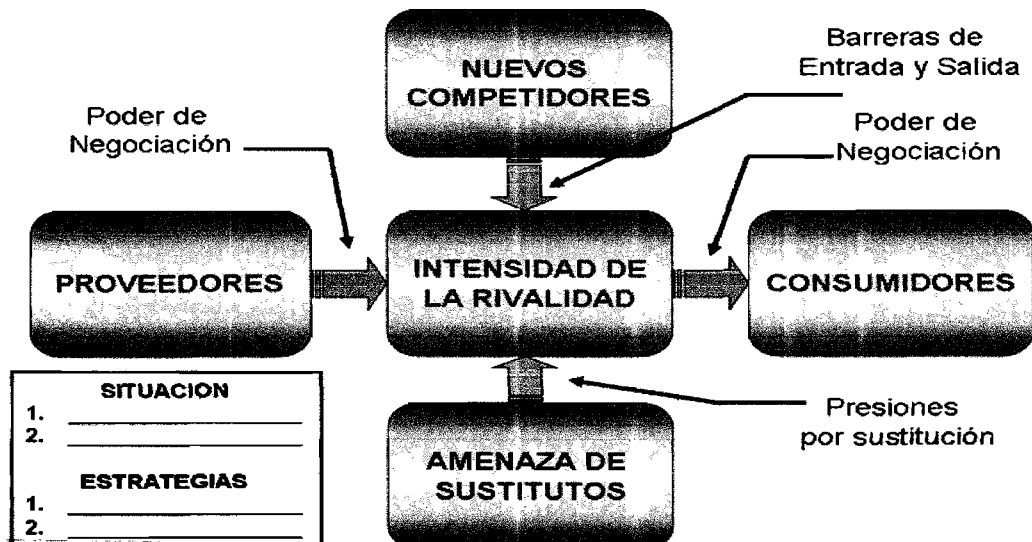 NUEVOS
COMPETIDORES
Barreras de
Entrada y Salida
Poder de
Negociación
Poder de
Negociación
PROVEEDORES
INTENSIDAD DE
LA RIVALIDAD
CONSUMIDORES
SITUACION
1.
2.
ESTRATEGIAS
1.
2.
AMENAZA DE
SUSTITUTOS
Presiones
por sustitución